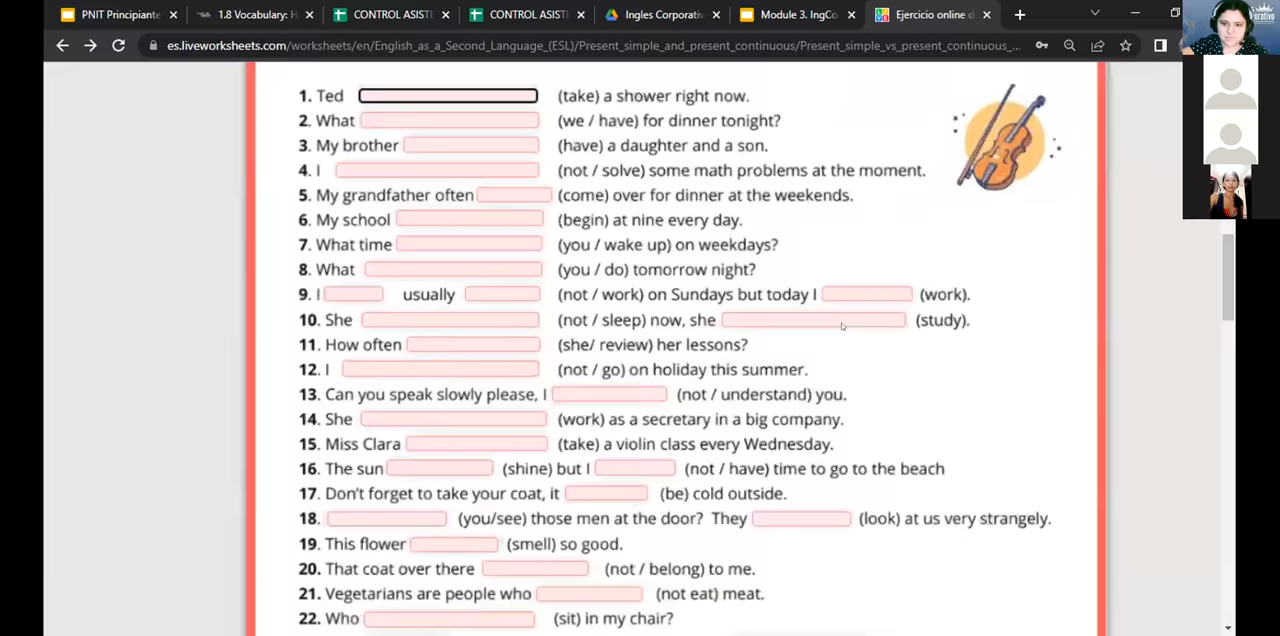 PNIT Principiante
1.8 Vocabulary: H
CONTROL ASISTE
CONTROL ASISTI
Ingles Corporativ
Module 3. IngCo
Ejercicio online d
es.liveworksheets.com/worksheets/en/English_as_a_Second_Language_(ESL)/Present_simple_and_present_continuous/Present_simple_vs_present_continuous_...
1. Ted (take) a shower right now.
2. What (we / have) for dinner tonight?
3. My brother (have) a daughter and a son.
4. I (not / solve) some math problems at the moment.
5. My grandfather often (come) over for dinner at the weekends.
6. My school (begin) at nine every day.
7. What time (you / wake up) on weekdays?
8. What (you / do) tomorrow night?
9. I usually (not / work) on Sundays but today I (work).
10. She (not / sleep) now, she (study).
11. How often (she/ review) her lessons?
12. I (not / go) on holiday this summer.
13. Can you speak slowly please, I (not / understand) you.
14. She (work) as a secretary in a big company.
15. Miss Clara (take) a violin class every Wednesday.
16. The sun (shine) but I (not / have) time to go to the beach
17. Don't forget to take your coat, it (be) cold outside.
18. (you/see) those men at the door? They (look) at us very strangely.
19. This flower (smell) so good.
20. That coat over there (not / belong) to me.
21. Vegetarians are people who (not eat) meat.
22. Who (sit) in my chair?